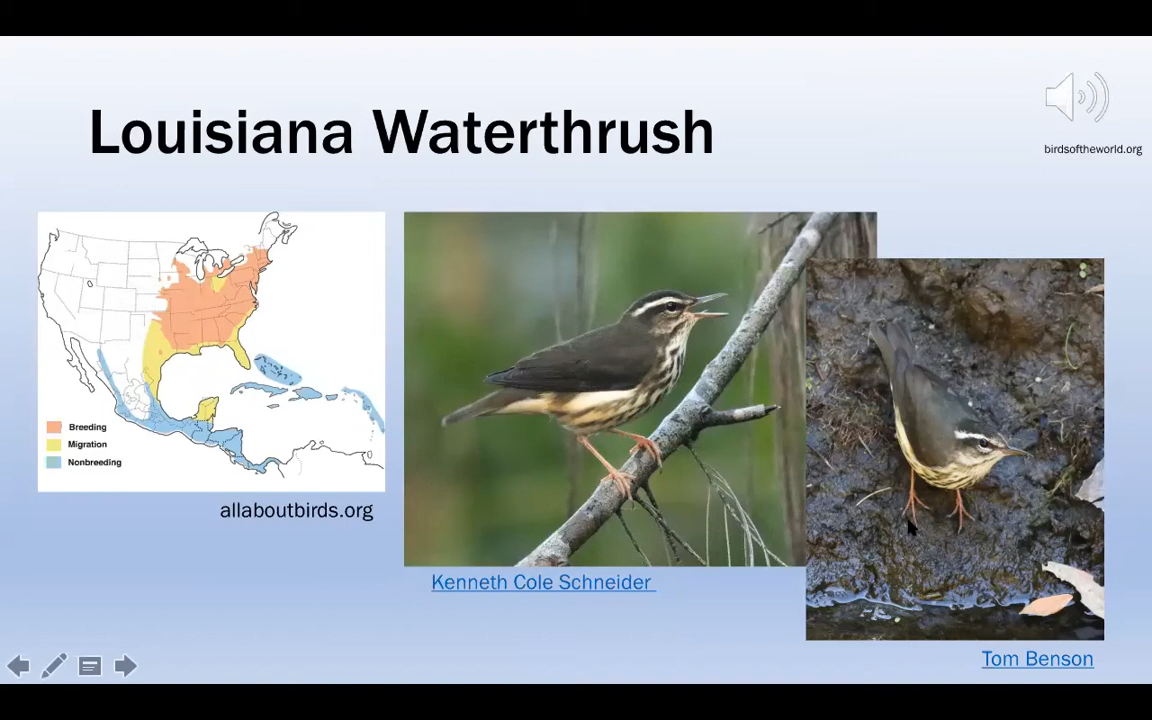 Louisiana Waterthrush
birdsoftheworld.org
Breeding
Migration
Nonbreeding
allaboutbirds.org
Kenneth Cole Schneider
Tom Benson